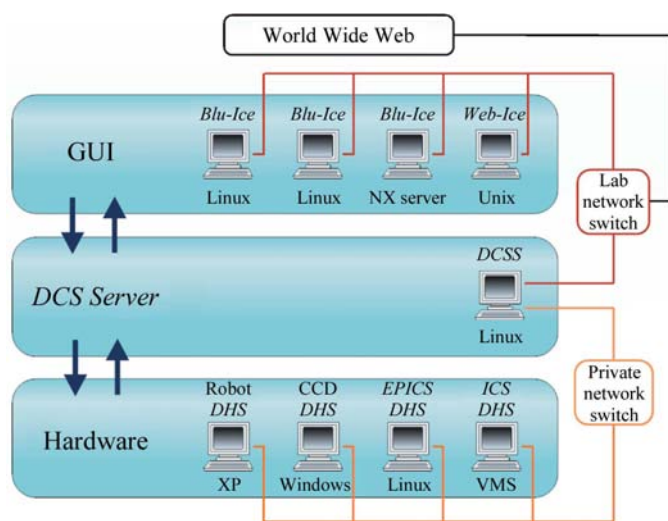 World Wide Web
Blu-Ice Blu-Ice Blu-Ice Web-Ice
GUI
Linux Linux NX server Unix
Lab
network
switch
DCSS
DCS Server
Linux
Private
network
switch
Robot CCD EPICS ICS
DHS DHS DHS DHS
Hardware
XP Windows Linux VMS